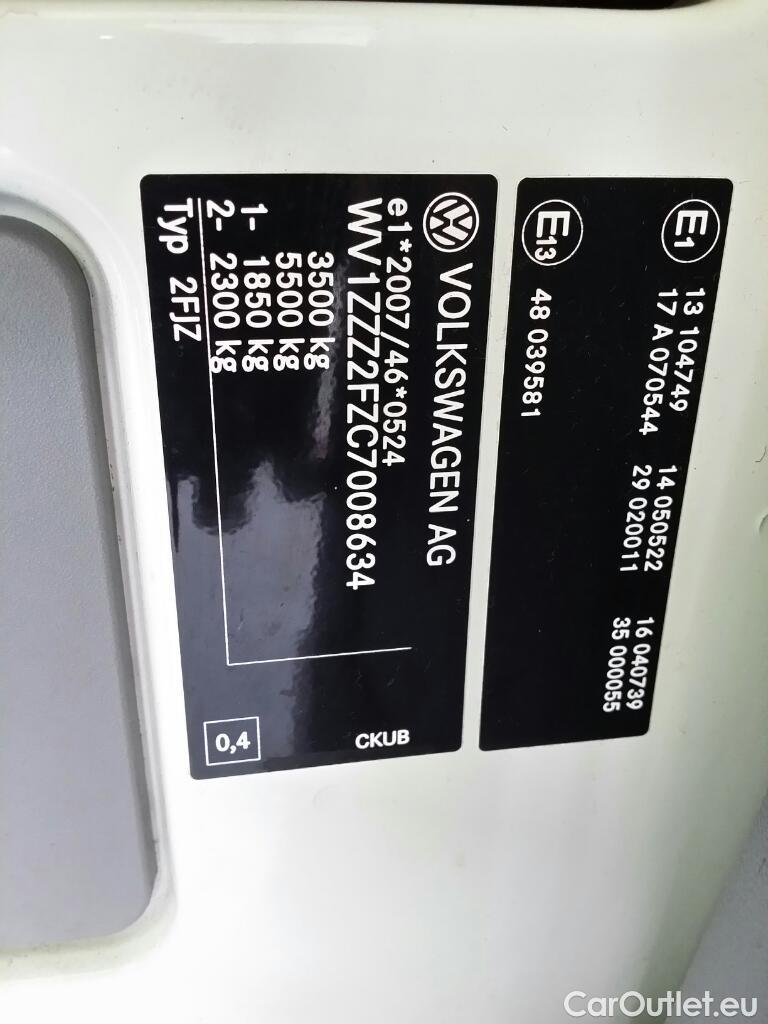 E1
13 104749 14 050522 16 040739
17 A 070544 29 020011 35 000055
E13
48 039581
VOLKSWAGEN AG
e1*2007/46*0524
WV1ZZZ2FZC7008634
3500 kg
5500 kg
1- 1850 kg
2- 2300 kg
Typ 2FJZ
CKUB
0,4
CarOutlet.eu